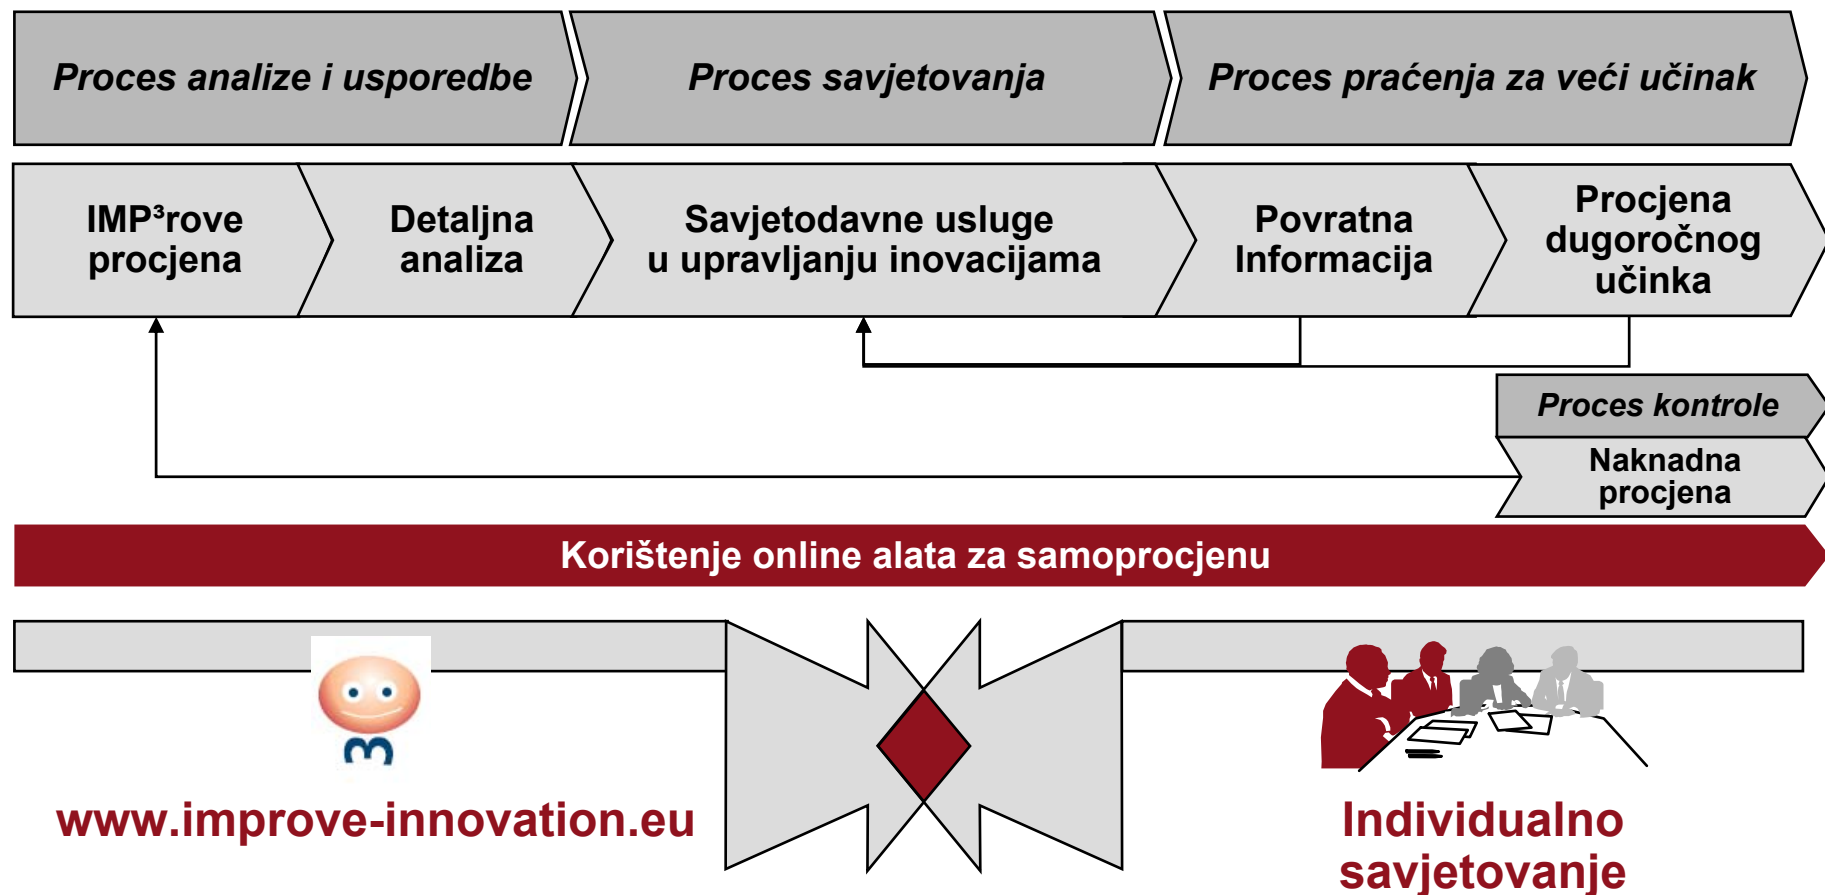 Proces analize i usporedbe
Proces savjetovanja
Proces praćenja za veći učinak
IMP³rove
procjena
Detaljna
analiza
Savjetodavne usluge
u upravljanju inovacijama
Povratna
Informacija
Procjena
dugoročnog
učinka
Proces kontrole
Naknadna
procjena
Korištenje online alata za samoprocjenu
www.improve-innovation.eu
Individualno
savjetovanje